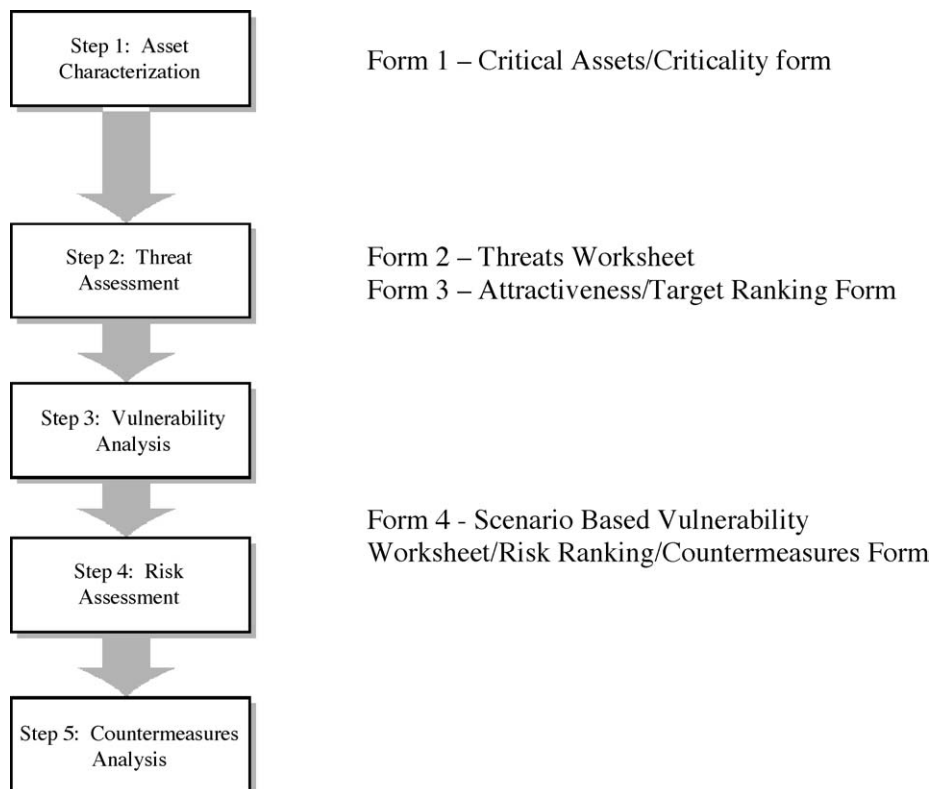 Step 1:  Asset
Characterization
Form 1 – Critical Assets/Criticality form
Step 2:  Threat
Assessment
Form 2 – Threats Worksheet
Form 3 – Attractiveness/Target Ranking Form
Step 3:  Vulnerability
Analysis
Form 4 - Scenario Based Vulnerability
Worksheet/Risk Ranking/Countermeasures Form
Step 4:  Risk
Assessment
Step 5:  Countermeasures
Analysis